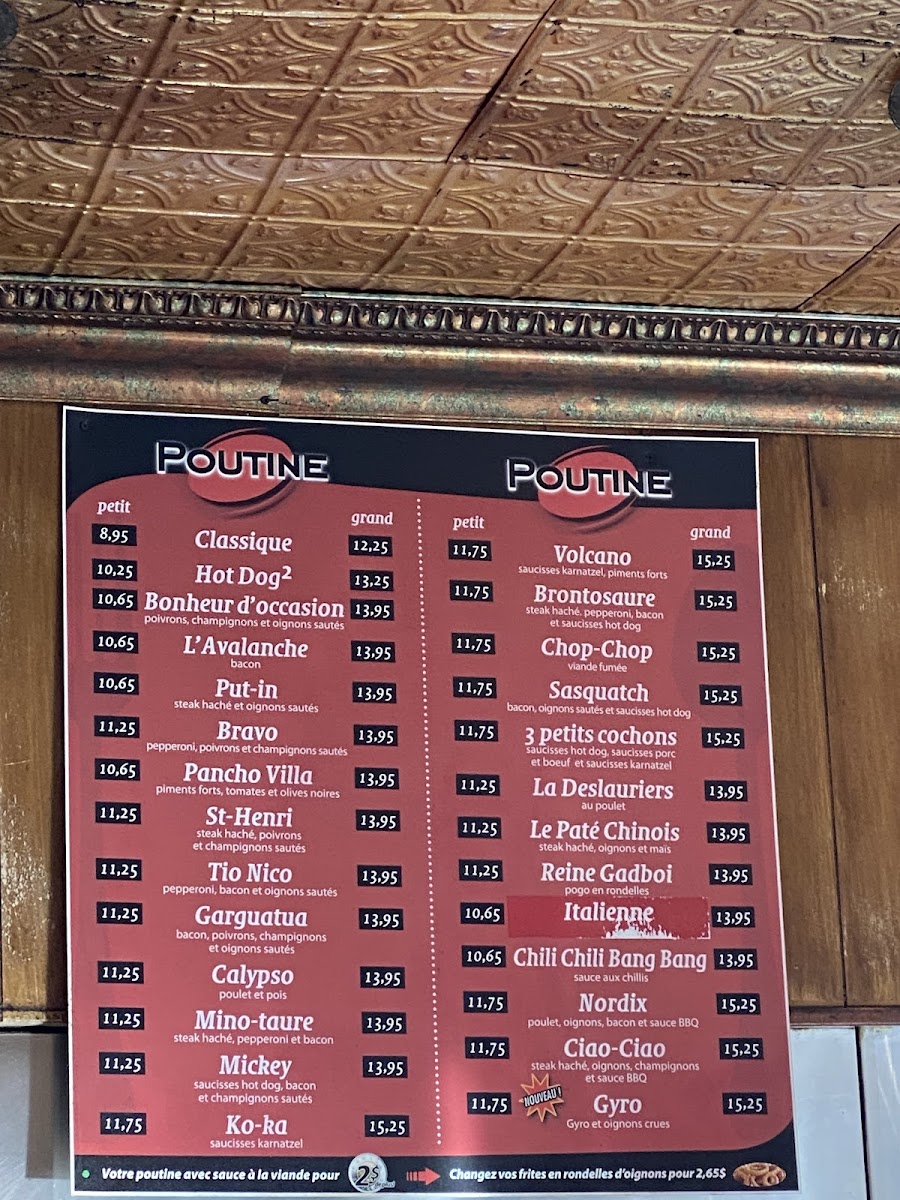 POUTINE
petit
grand
8,95 Classique 12,25
10,25 Hot Dog² 13,25
10,65 Bonheur d'occasion 13,95
poivrons, champignons et oignons sautés
10,65 L'Avalanche 13,95
bacon
10,65 Put-in 13,95
steak haché et oignons sautés
11,25 Bravo 13,95
pepperoni, poivrons et champignons sautés
10,65 Pancho Villa 13,95
piments forts, tomates et olives noires
11,25 St-Henri 13,95
steak haché, poivrons
et champignons sautés
11,25 Tio Nico 13,95
pepperoni, bacon et oignons sautés
11,25 Garguatua 13,95
bacon, poivrons, champignons
et oignons sautés
11,25 Calypso 13,95
poulet et pois
11,25 Mino-taure 13,95
steak haché, pepperoni et bacon
11,25 Mickey 13,95
saucisses hot dog, bacon
et champignons sautés
11,75 Ko-ka 15,25
saucisses karnatzel
POUTINE
petit
grand
11,75 Volcano 15,25
saucisses karnatzel, piments forts
11,75 Brontosaure 15,25
steak haché, pepperoni, bacon
et saucisses hot dog
11,75 Chop-Chop 15,25
viande fumée
11,75 Sasquatch 15,25
bacon, oignons sautés et saucisses hot dog
11,75 3 petits cochons 15,25
saucisses hot dog, saucisses porc
et boeuf et saucisses karnatzel
11,25 La Deslauriers 13,95
au poulet
11,25 Le Paté Chinois 13,95
steak haché, oignons et maïs
11,25 Reine Gadboi 13,95
pogo en rondelles
10,65 Italienne 13,95
10,65 Chili Chili Bang Bang 13,95
sauce aux chillis
11,75 Nordix 15,25
poulet, oignons, bacon et sauce BBQ
11,75 Ciao-Ciao 15,25
steak haché, oignons, champignons
et sauce BBQ
11,75 NOUVEAU! Gyro 15,25
Gyro et oignons crues
Votre poutine avec sauce à la viande pour 2$ de plus! Changez vos frites en rondelles d'oignons pour 2,65$